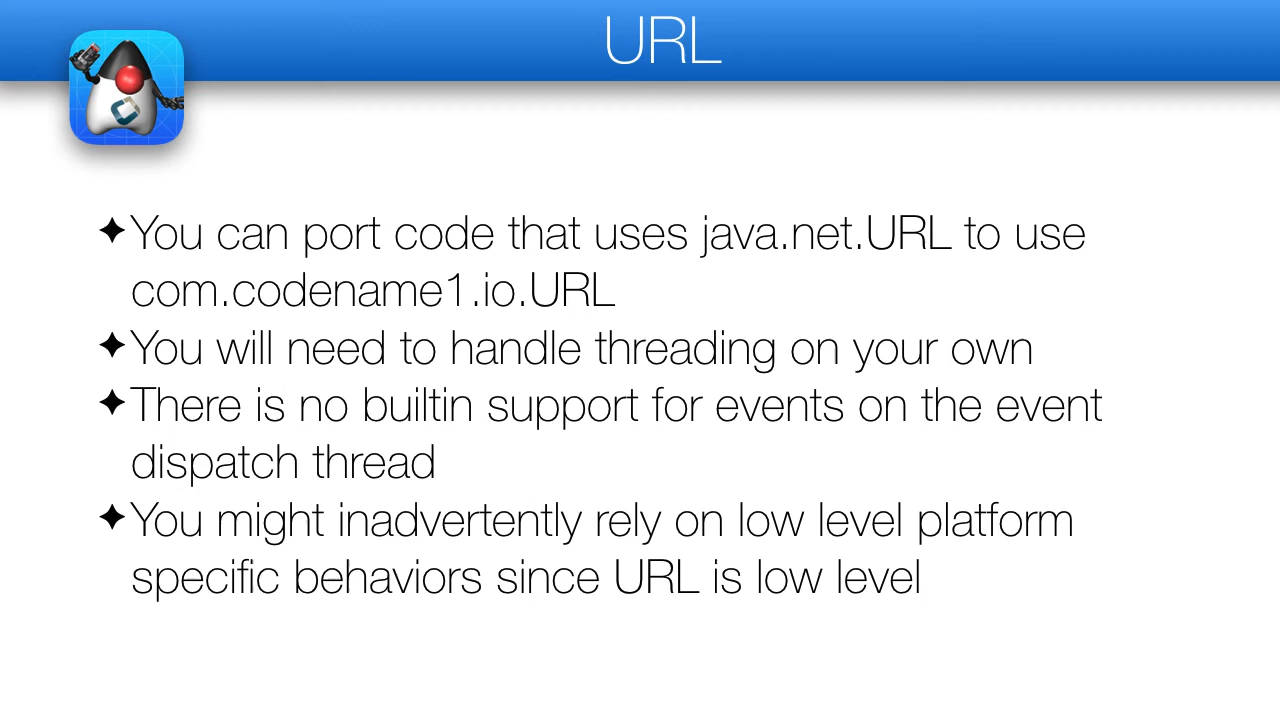 URL
✦You can port code that uses java.net.URL to use
com.codename1.io.URL
✦You will need to handle threading on your own
✦There is no builtin support for events on the event
dispatch thread
✦You might inadvertently rely on low level platform
specific behaviors since URL is low level